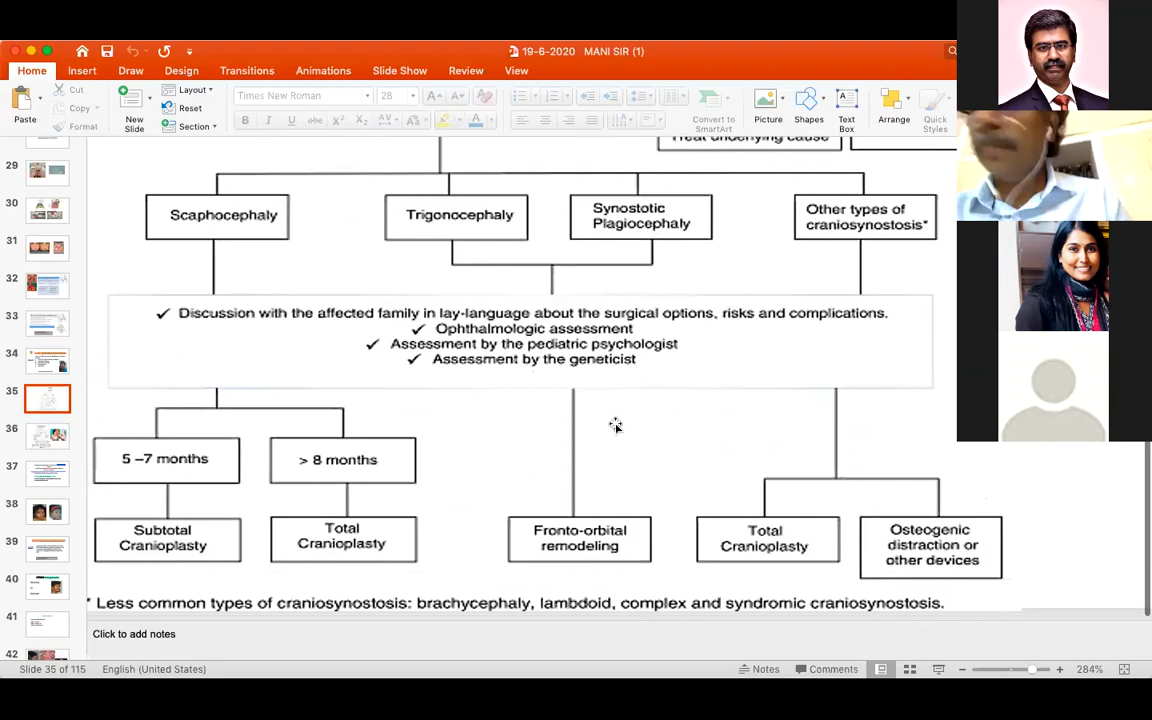 19-6-2020 MANI SIR (1)
Home Insert Draw Design Transitions Animations Slide Show Review View
Paste
Cut
Copy
Format
New
Slide
Layout
Reset
Section
Times New Roman
28
Convert to
SmartArt
Picture
Shapes
Text
Box
Arrange
Quick
Styles
29
30
31
32
33
34
35
36
37
38
39
40
41
42
Treat underlying cause
Scaphocephaly
Trigonocephaly
Synostotic
Plagiocephaly
Other types of
craniosynostosis*
✓ Discussion with the affected family in lay-language about the surgical options, risks and complications.
✓ Ophthalmologic assessment
✓ Assessment by the pediatric psychologist
✓ Assessment by the geneticist
5 –7 months
> 8 months
Subtotal
Cranioplasty
Total
Cranioplasty
Fronto-orbital
remodeling
Total
Cranioplasty
Osteogenic
distraction or
other devices
* Less common types of craniosynostosis: brachycephaly, lambdoid, complex and syndromic craniosynostosis.
Click to add notes
Slide 35 of 115 English (United States) Notes Comments 284%